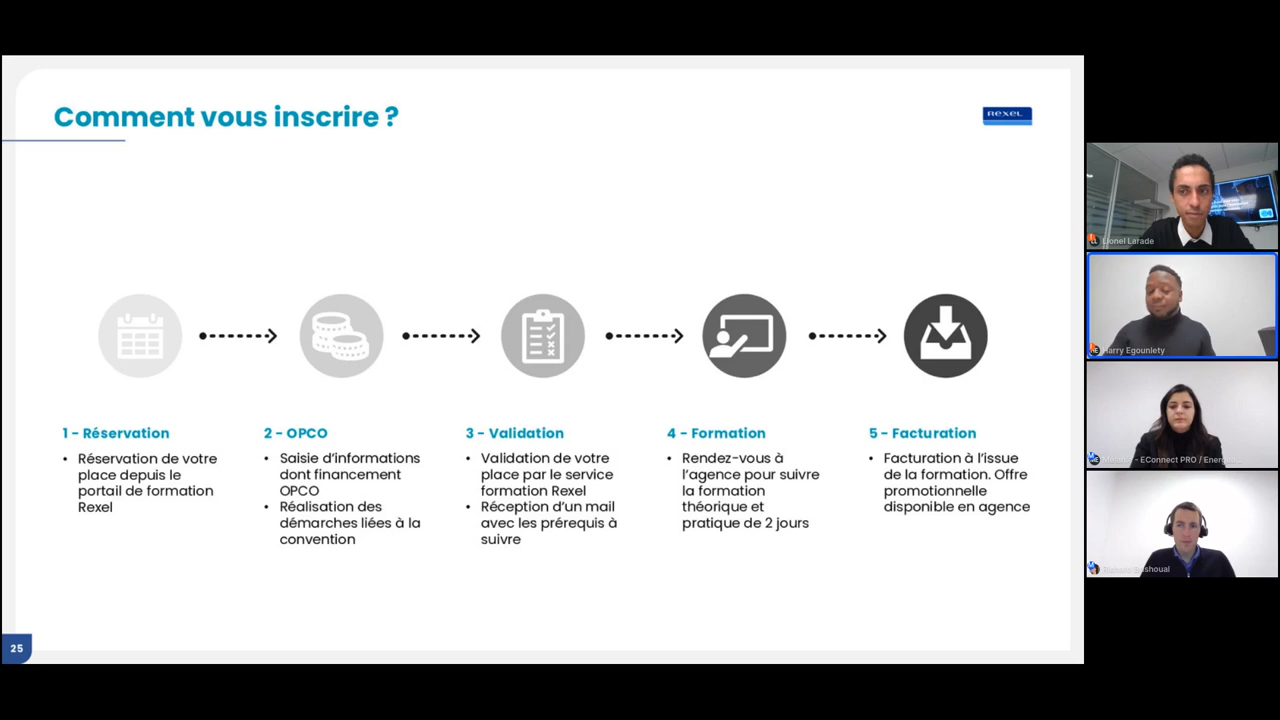 Comment vous inscrire ?
REXEL
1 - Réservation
• Réservation de votre
place depuis le
portail de formation
Rexel
2 - OPCO
• Saisie d'informations
dont financement
OPCO
• Réalisation des
démarches liées à la
convention
3 - Validation
• Validation de votre
place par le service
formation Rexel
• Réception d'un mail
avec les prérequis à
suivre
4 - Formation
• Rendez-vous à
l'agence pour suivre
la formation
théorique et
pratique de 2 jours
5 - Facturation
• Facturation à l'issue
de la formation. Offre
promotionnelle
disponible en agence
25
Lionel Larade
Harry Egounlety
- EConnect PRO /